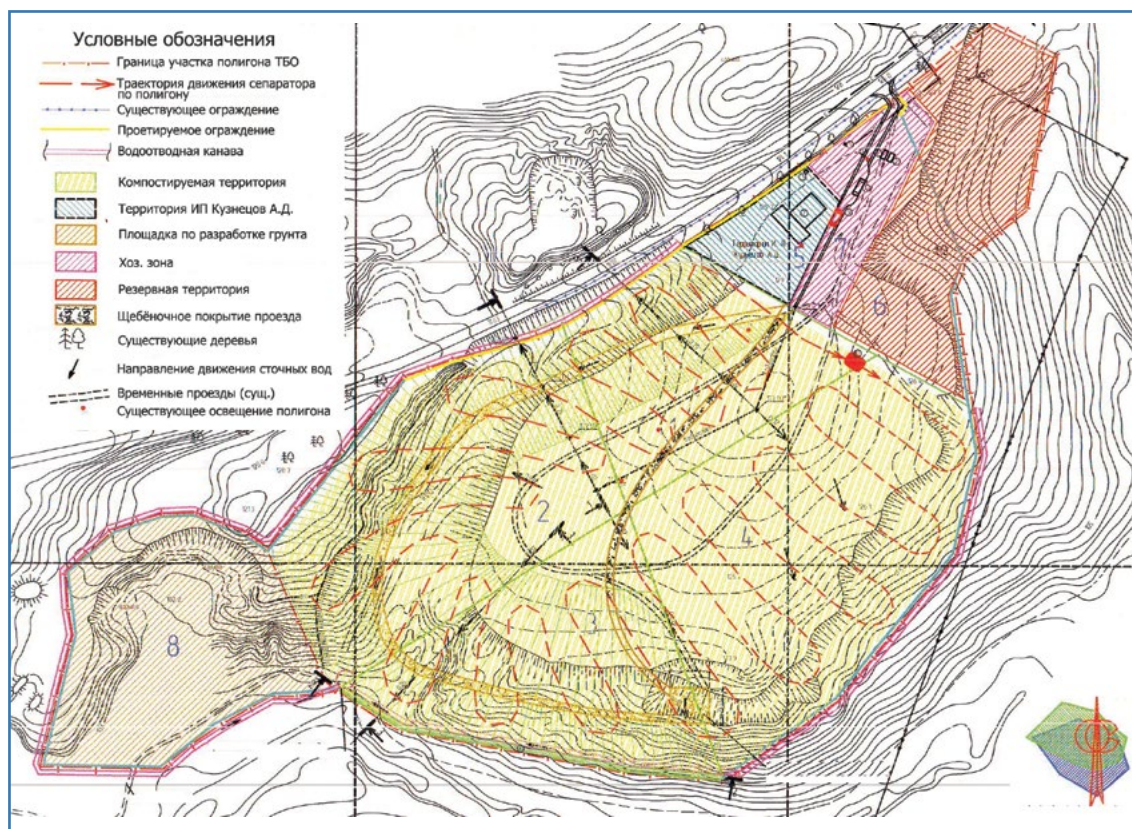 Условные обозначения
Граница участка полигона ТБО
Траектория движения сепаратора
по полигону
Существующее ограждение
Проетируемое ограждение
Водоотводная канава
Компостируемая территория
Территория ИП Кузнецов А.Д.
Площадка по разработке грунта
Хоз. зона
Резервная территория
Щебёночное покрытие проезда
Существующие деревья
Направление движения сточных вод
Временные проезды (сущ.)
Существующее освещение полигона
5
7
6
2
4
3
8